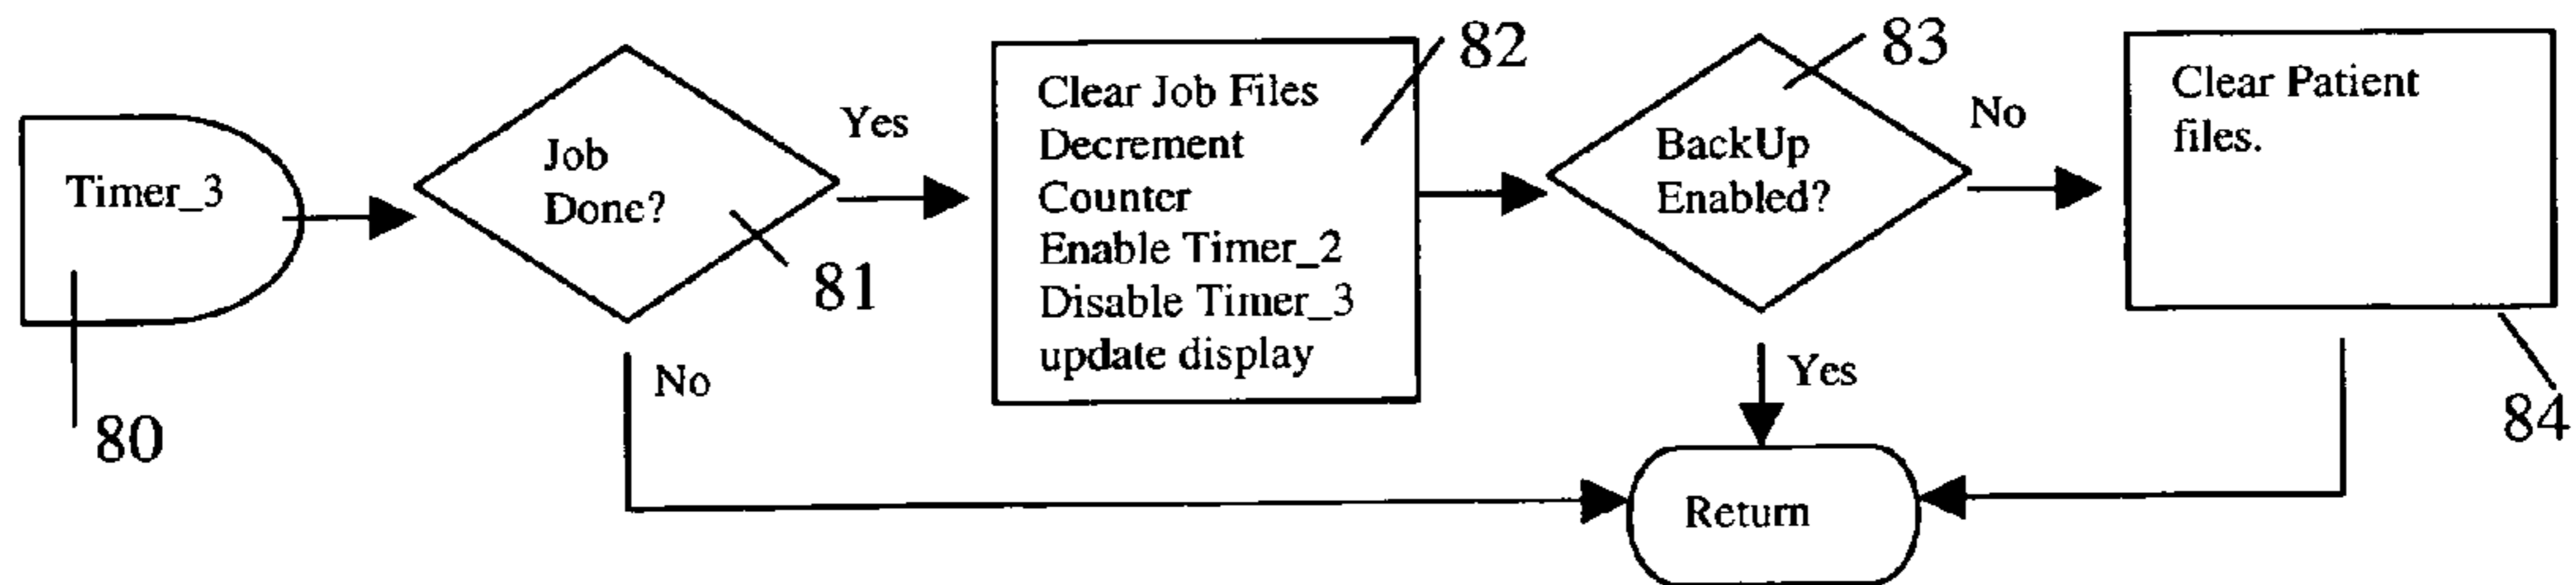 Timer_3
80
Job
Done?
81
Yes
No
Clear Job Files
Decrement
Counter
Enable Timer_2
Disable Timer_3
update display
82
BackUp
Enabled?
83
No
Yes
Clear Patient
files.
84
Return